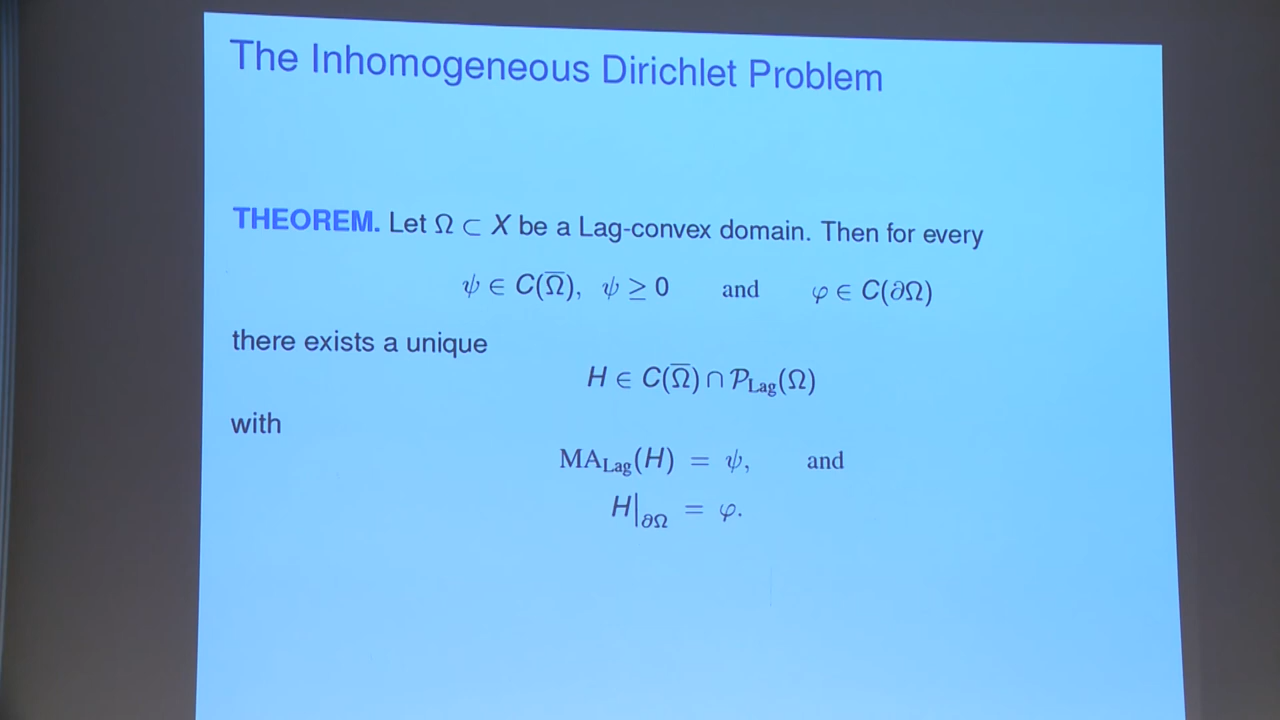 The Inhomogeneous Dirichlet Problem
THEOREM. Let Ω ⊂ X be a Lag-convex domain. Then for every
ψ ∈ C(Ω̅), ψ ≥ 0 and φ ∈ C(∂Ω)
there exists a unique
H ∈ C(Ω̅) ∩ 𝒫_Lag(Ω)
with
MA_Lag(H) = ψ, and
H|_∂Ω = φ.